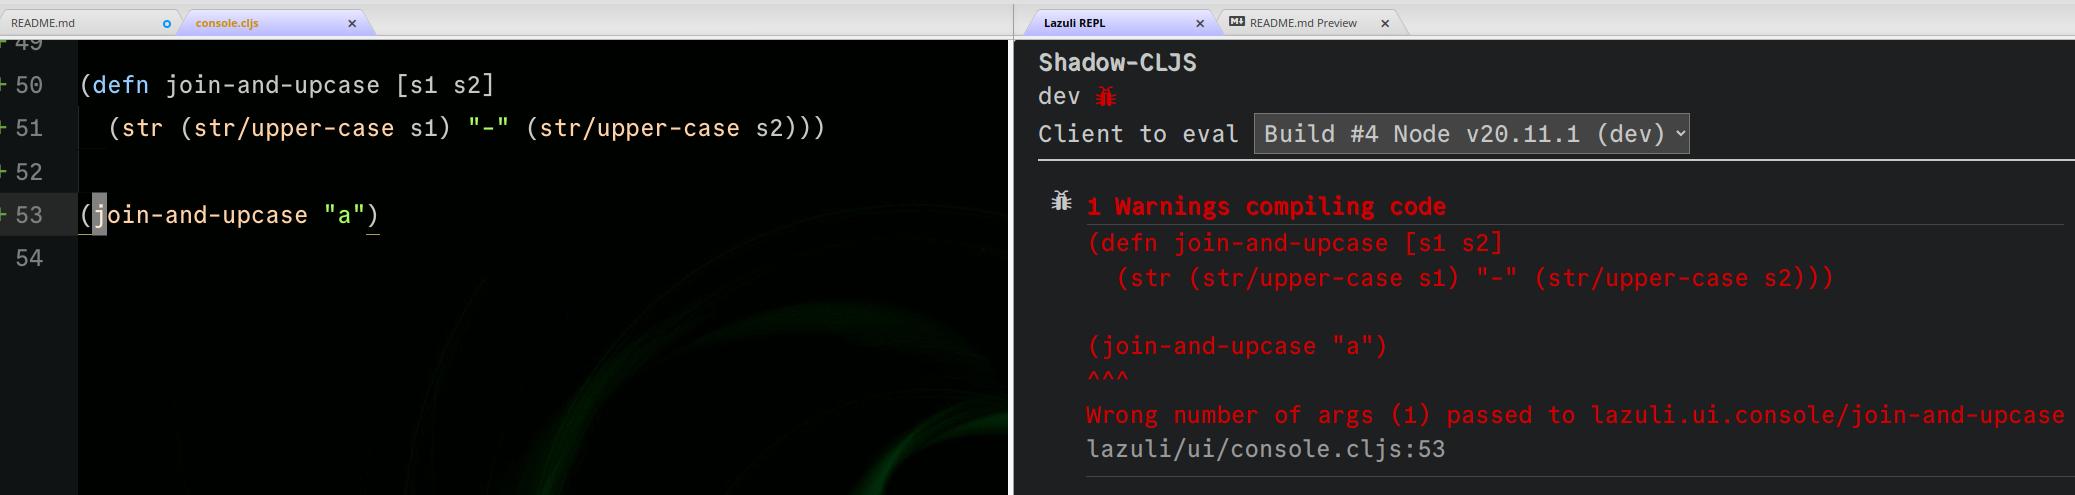 README.md
console.cljs
49
50 (defn join-and-upcase [s1 s2]
51   (str (str/upper-case s1) "-" (str/upper-case s2)))
52
53 (join-and-upcase "a")
54
Lazuli REPL
README.md Preview
Shadow-CLJS
dev
Client to eval Build #4 Node v20.11.1 (dev)
1 Warnings compiling code
(defn join-and-upcase [s1 s2]
  (str (str/upper-case s1) "-" (str/upper-case s2)))
(join-and-upcase "a")
^^^
Wrong number of args (1) passed to lazuli.ui.console/join-and-upcase
lazuli/ui/console.cljs:53